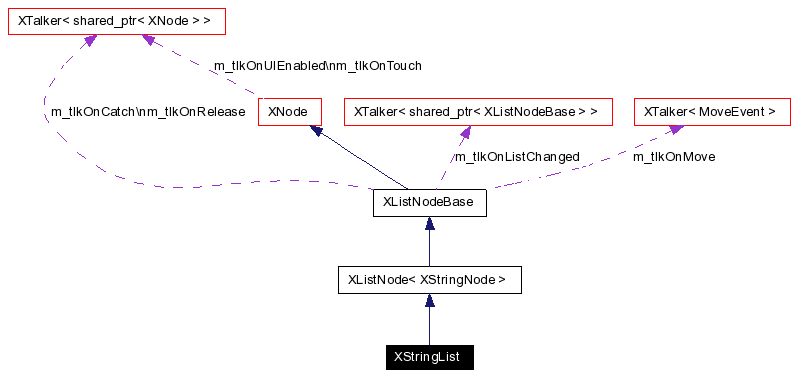 XTalker< shared_ptr< XNode > >
m_tlkOnUIEnabled\nm_tlkOnTouch
m_tlkOnCatch\nm_tlkOnRelease
XNode
XTalker< shared_ptr< XListNodeBase > >
XTalker< MoveEvent >
m_tlkOnListChanged
m_tlkOnMove
XListNodeBase
XListNode< XStringNode >
XStringList